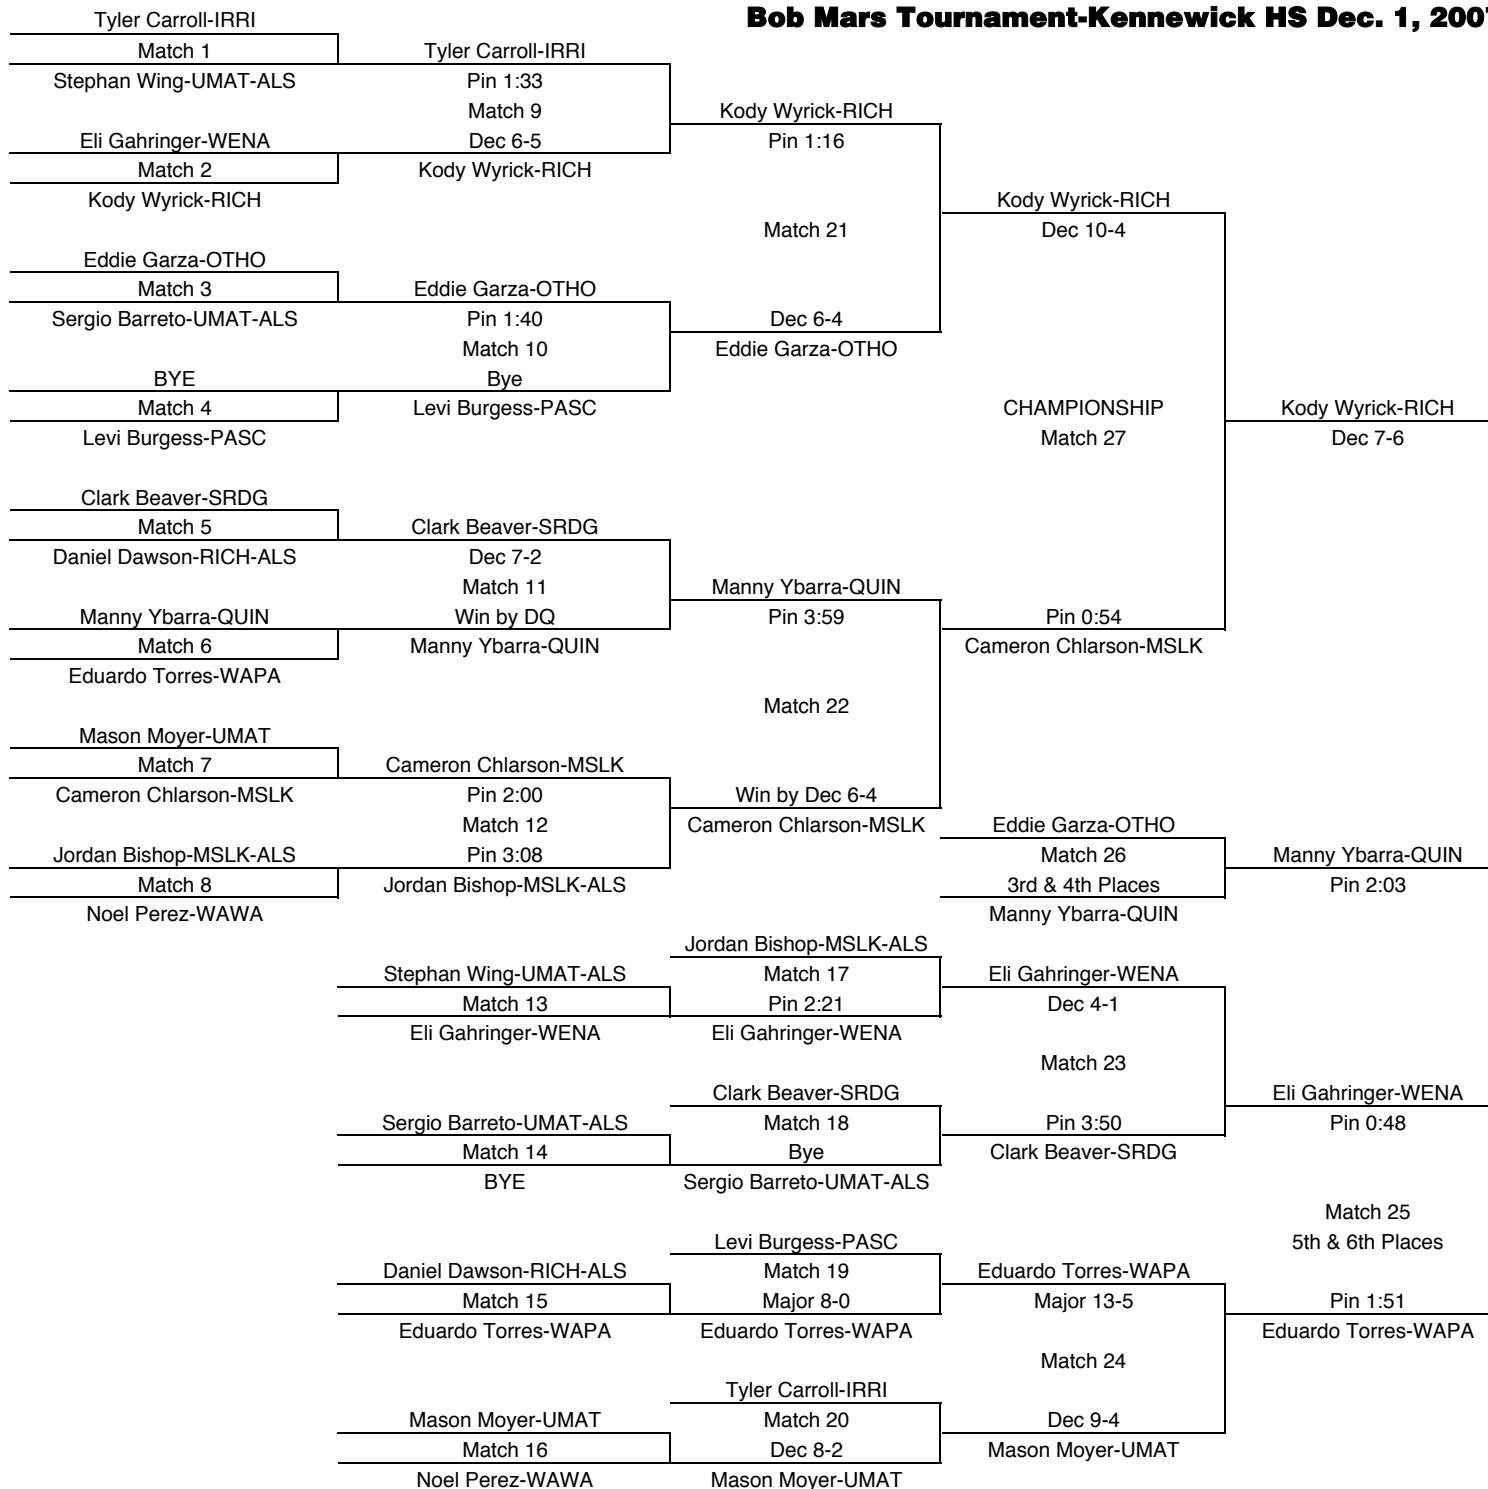 Bob Mars Tournament-Kennewick HS Dec. 1, 2007
Tyler Carroll-IRRI
Match 1
Tyler Carroll-IRRI
Stephan Wing-UMAT-ALS
Pin 1:33
Match 9
Kody Wyrick-RICH
Eli Gahringer-WENA
Dec 6-5
Pin 1:16
Match 2
Kody Wyrick-RICH
Kody Wyrick-RICH
Kody Wyrick-RICH
Match 21
Dec 10-4
Eddie Garza-OTHO
Match 3
Eddie Garza-OTHO
Sergio Barreto-UMAT-ALS
Pin 1:40
Dec 6-4
Match 10
Eddie Garza-OTHO
BYE
Bye
Match 4
Levi Burgess-PASC
CHAMPIONSHIP
Kody Wyrick-RICH
Levi Burgess-PASC
Match 27
Dec 7-6
Clark Beaver-SRDG
Match 5
Clark Beaver-SRDG
Daniel Dawson-RICH-ALS
Dec 7-2
Match 11
Manny Ybarra-QUIN
Manny Ybarra-QUIN
Win by DQ
Pin 3:59
Pin 0:54
Match 6
Manny Ybarra-QUIN
Cameron Chlarson-MSLK
Eduardo Torres-WAPA
Match 22
Mason Moyer-UMAT
Match 7
Cameron Chlarson-MSLK
Cameron Chlarson-MSLK
Pin 2:00
Win by Dec 6-4
Match 12
Cameron Chlarson-MSLK
Eddie Garza-OTHO
Jordan Bishop-MSLK-ALS
Pin 3:08
Match 26
Manny Ybarra-QUIN
Match 8
Jordan Bishop-MSLK-ALS
3rd & 4th Places
Pin 2:03
Noel Perez-WAWA
Manny Ybarra-QUIN
Jordan Bishop-MSLK-ALS
Stephan Wing-UMAT-ALS
Match 17
Eli Gahringer-WENA
Match 13
Pin 2:21
Dec 4-1
Eli Gahringer-WENA
Eli Gahringer-WENA
Match 23
Clark Beaver-SRDG
Eli Gahringer-WENA
Sergio Barreto-UMAT-ALS
Match 18
Pin 3:50
Pin 0:48
Match 14
Bye
Clark Beaver-SRDG
BYE
Sergio Barreto-UMAT-ALS
Match 25
Levi Burgess-PASC
5th & 6th Places
Daniel Dawson-RICH-ALS
Match 19
Eduardo Torres-WAPA
Match 15
Major 8-0
Major 13-5
Pin 1:51
Eduardo Torres-WAPA
Eduardo Torres-WAPA
Eduardo Torres-WAPA
Match 24
Tyler Carroll-IRRI
Mason Moyer-UMAT
Match 20
Dec 9-4
Match 16
Dec 8-2
Mason Moyer-UMAT
Noel Perez-WAWA
Mason Moyer-UMAT